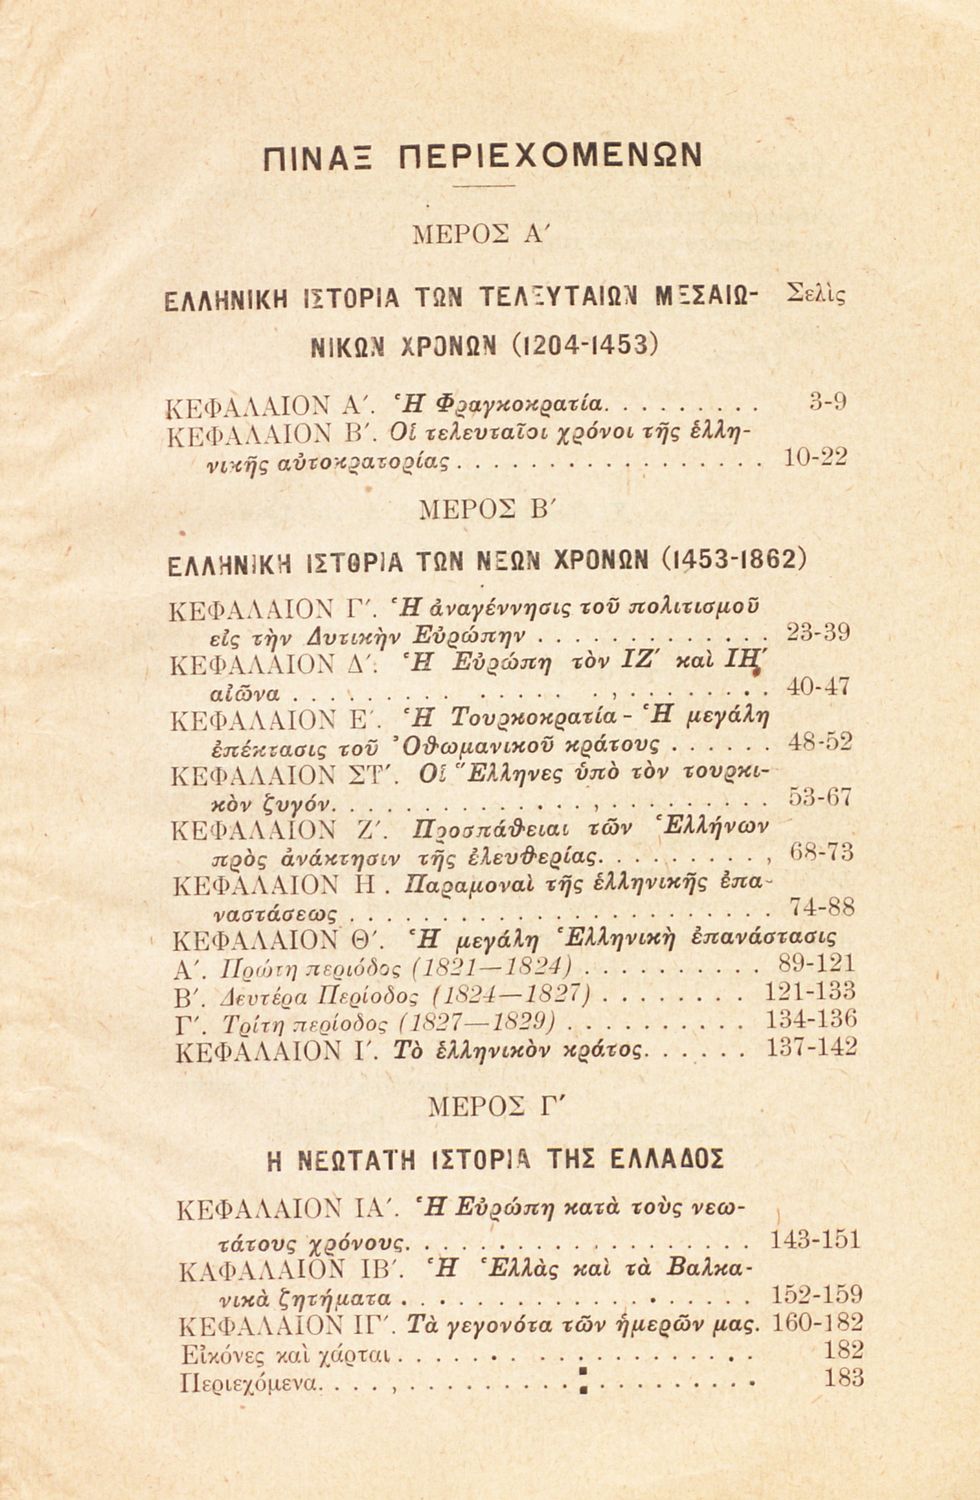 ΠΙΝΑΞ ΠΕΡΙΕΧΟΜΕΝΩΝ
ΜΕΡΟΣ Α′
ΕΛΛΗΝΙΚΗ ΙΣΤΟΡΙΑ ΤΩΝ ΤΕΛΕΥΤΑΙΩΝ ΜΕΣΑΙΩ- Σελὶς
ΝΙΚΩΝ ΧΡΟΝΩΝ (1204-1453)
ΚΕΦΑΛΑΙΟΝ Α′. Ἡ Φραγκοκρατία. . . . . . . . . 3-9
ΚΕΦΑΛΑΙΟΝ Β′. Οἱ τελευταῖοι χρόνοι τῆς ἑλλη-
νικῆς αὐτοκρατορίας . . . . . . . . . . . . . . . . 10-22
ΜΕΡΟΣ Β′
ΕΛΛΗΝΙΚΗ ΙΣΤΟΡΙΑ ΤΩΝ ΝΕΩΝ ΧΡΟΝΩΝ (1453-1862)
ΚΕΦΑΛΑΙΟΝ Γ′. Ἡ ἀναγέννησις τοῦ πολιτισμοῦ
εἰς τὴν Δυτικὴν Εὐρώπην . . . . . . . . . . . . . 23-39
ΚΕΦΑΛΑΙΟΝ Δ′. Ἡ Εὐρώπη τὸν ΙΖ′ καὶ ΙΗ′
αἰῶνα . . . . . . . . . . . . . . . . . . . . . . . . 40-47
ΚΕΦΑΛΑΙΟΝ Ε′. Ἡ Τουρκοκρατία - Ἡ μεγάλη
ἐπέκτασις τοῦ Ὀθωμανικοῦ κράτους . . . . . . 48-52
ΚΕΦΑΛΑΙΟΝ ΣΤ′. Οἱ Ἕλληνες ὑπὸ τὸν τουρκι-
κὸν ζυγόν. . . . . . . . . . . . . . . . . . . . . . . 53-67
ΚΕΦΑΛΑΙΟΝ Ζ′. Προσπάθειαι τῶν Ἑλλήνων
πρὸς ἀνάκτησιν τῆς ἐλευθερίας. . . . . . . . . , 68-73
ΚΕΦΑΛΑΙΟΝ Η . Παραμοναὶ τῆς ἑλληνικῆς ἐπα-
ναστάσεως . . . . . . . . . . . . . . . . . . . . . . 74-88
ΚΕΦΑΛΑΙΟΝ Θ′. Ἡ μεγάλη Ἑλληνικὴ ἐπανάστασις
Α′. Πρώτη περιόδος (1821—1824) . . . . . . . . . . 89-121
Β′. Δευτέρα Περίοδος (1824—1827) . . . . . . . . 121-133
Γ′. Τρίτη περίοδος (1827—1829) . . . . . . . . . . 134-136
ΚΕΦΑΛΑΙΟΝ Ι′. Τὸ ἑλληνικὸν κράτος. . . . . . 137-142
ΜΕΡΟΣ Γ′
Η ΝΕΩΤΑΤΗ ΙΣΤΟΡΙΑ ΤΗΣ ΕΛΛΑΔΟΣ
ΚΕΦΑΛΑΙΟΝ ΙΑ′. Ἡ Εὐρώπη κατὰ τοὺς νεω-
τάτους χρόνους. . . . . . . . . . . . . . . . . . . 143-151
ΚΑΦΑΛΑΙΟΝ ΙΒ′. Ἡ Ἑλλὰς καὶ τὰ Βαλκα-
νικὰ ζητήματα . . . . . . . . . . . . . . . . . . . 152-159
ΚΕΦΑΛΑΙΟΝ ΙΓ′. Τὰ γεγονότα τῶν ἡμερῶν μας. 160-182
Εἰκόνες καὶ χάρται . . . . . . . . . . . . . . . . . . 182
Περιεχόμενα. . . . , . . . . . . . . . . . . . . . . . . 183